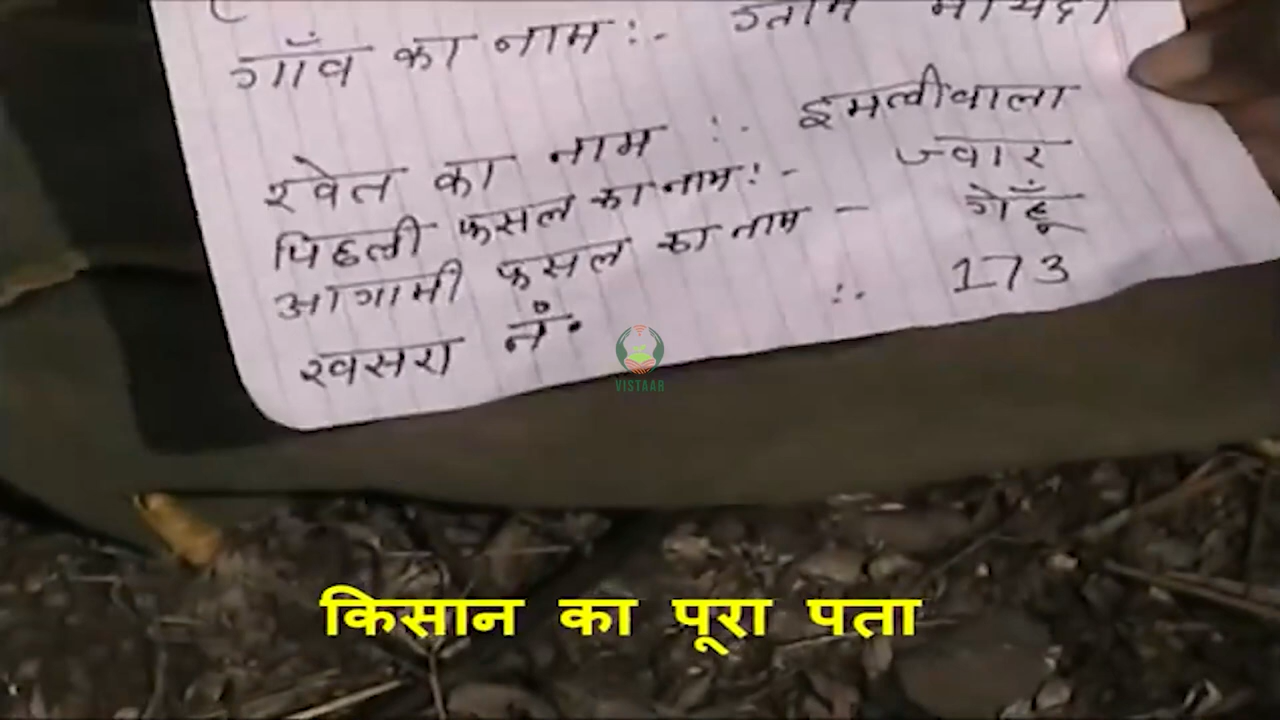 गाँव का नाम :-
खेत का नाम :- इमलीवाला
पिछली फसल का नाम :- ज्वार
आगामी फसल का नाम - गेहूँ
खसरा नं. :- 173
VISTAAR
किसान का पूरा पता